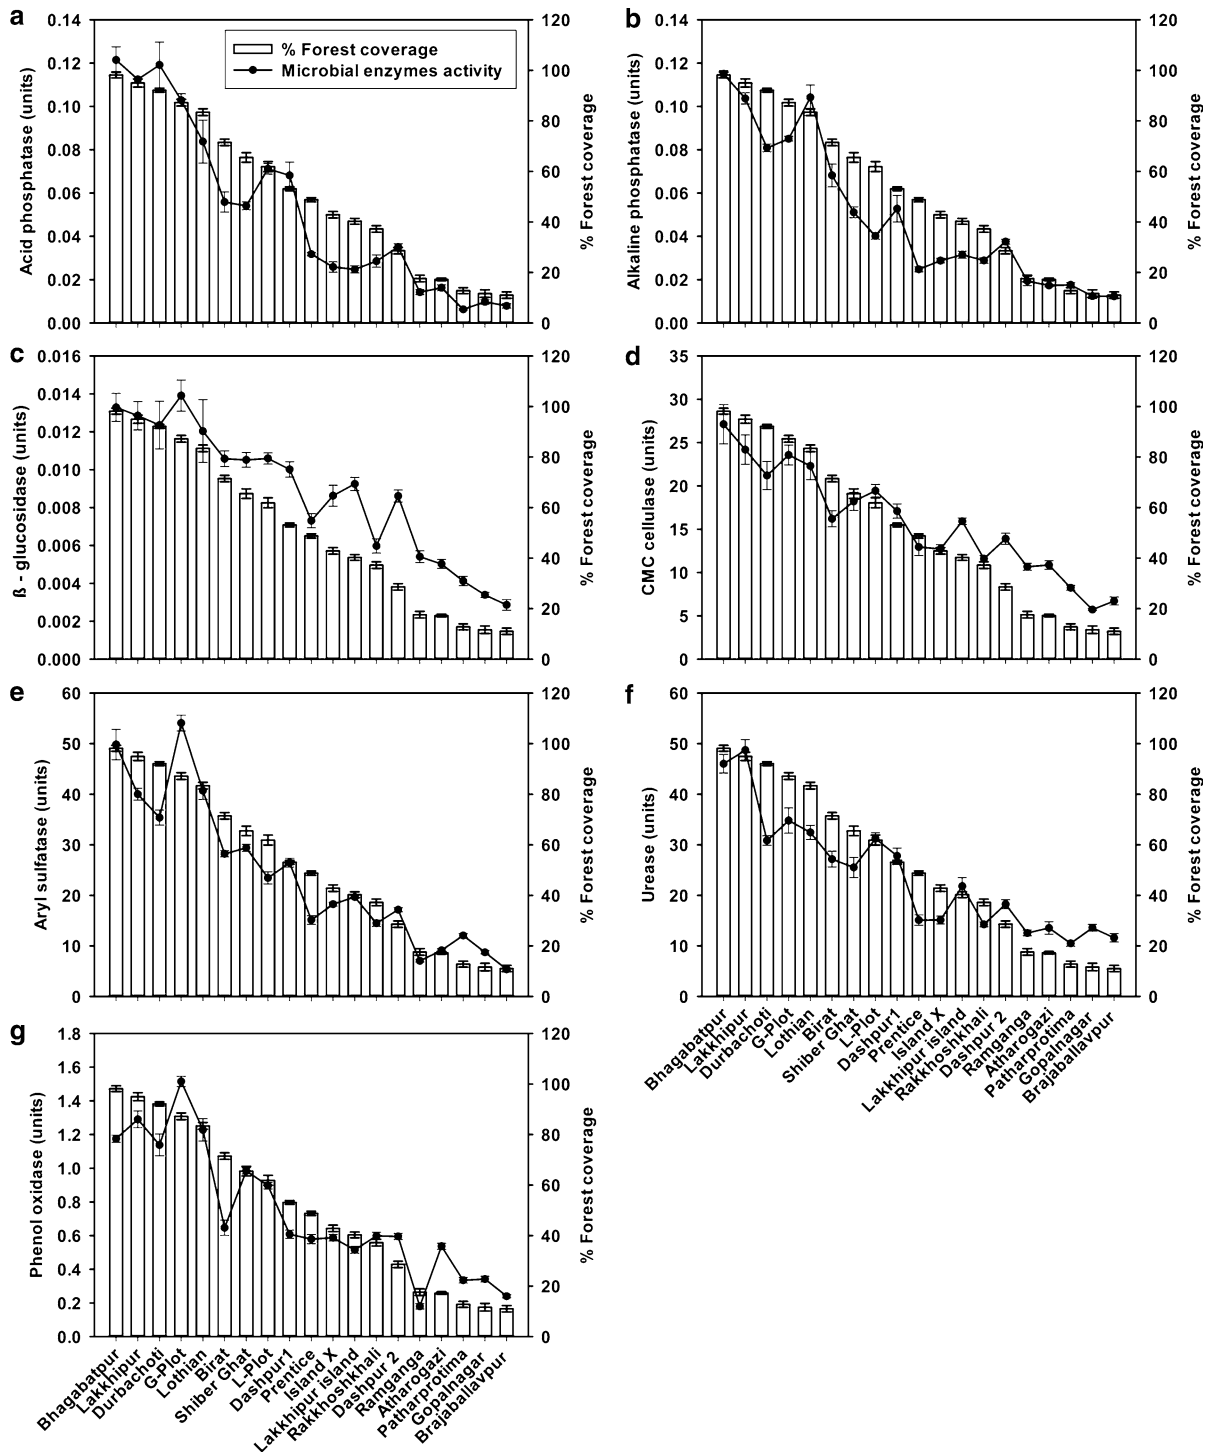 a
0.14
0.12
0.10
0.08
0.06
0.04
0.02
0.00
Acid phosphatase (units)
% Forest coverage
Microbial enzymes activity
120
100
80
60
40
20
0
% Forest coverage
b
0.14
0.12
0.10
0.08
0.06
0.04
0.02
0.00
Alkaline phosphatase (units)
120
100
80
60
40
20
0
% Forest coverage
c
0.016
0.014
0.012
0.010
0.008
0.006
0.004
0.002
0.000
ß - glucosidase (units)
120
100
80
60
40
20
0
% Forest coverage
d
35
30
25
20
15
10
5
0
CMC cellulase (units)
120
100
80
60
40
20
0
% Forest coverage
e
60
50
40
30
20
10
0
Aryl sulfatase (units)
120
100
80
60
40
20
0
% Forest coverage
f
60
50
40
30
20
10
0
Urease (units)
120
100
80
60
40
20
0
% Forest coverage
Bhagabatpur
Lakkhipur
Durbachoti
G-Plot
Lothian
Birat
Shiber Ghat
L-Plot
Dashpur1
Prentice
Island X
Lakkhipur island
Rakkhoshkhali
Dashpur 2
Ramganga
Atharogazi
Patharprotima
Gopalnagar
Brajaballavpur
g
1.8
1.6
1.4
1.2
1.0
0.8
0.6
0.4
0.2
0.0
Phenol oxidase (units)
120
100
80
60
40
20
0
% Forest coverage
Bhagabatpur
Lakkhipur
Durbachoti
G-Plot
Lothian
Birat
Shiber Ghat
L-Plot
Dashpur1
Prentice
Island X
Lakkhipur island
Rakkhoshkhali
Dashpur 2
Ramganga
Atharogazi
Patharprotima
Gopalnagar
Brajaballavpur